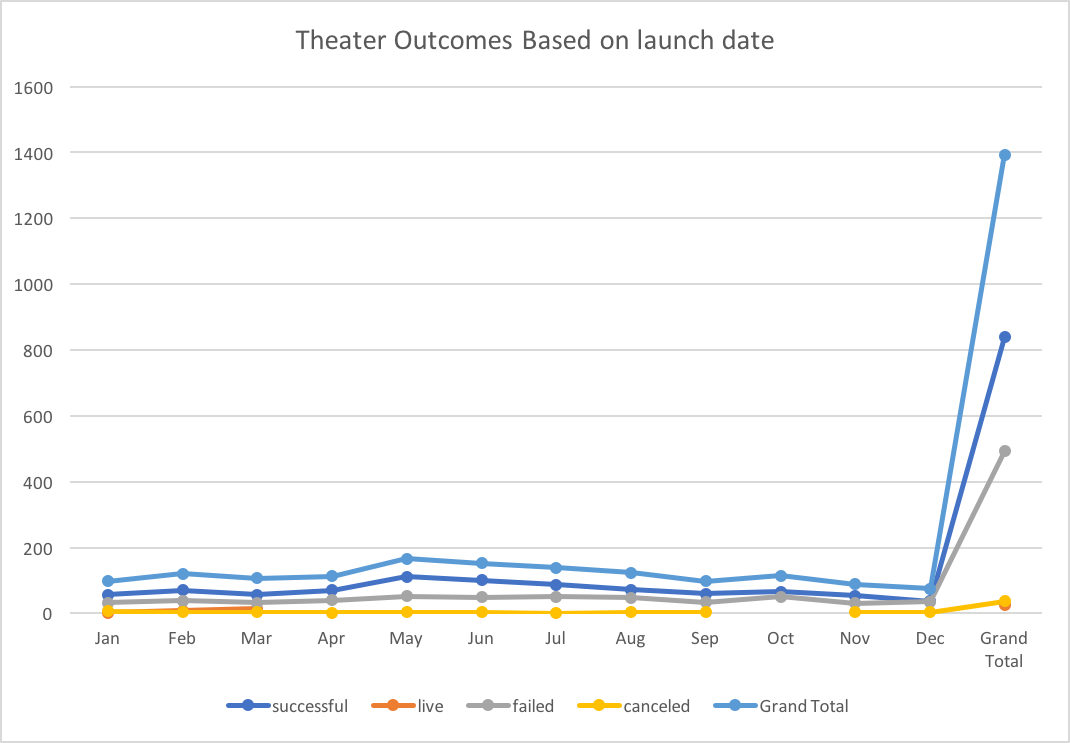 Theater Outcomes Based on launch date
1600
1400
1200
1000
800
600
400
200
0
Jan Feb Mar Apr May Jun Jul Aug Sep Oct Nov Dec Grand
Total
successful live failed canceled Grand Total